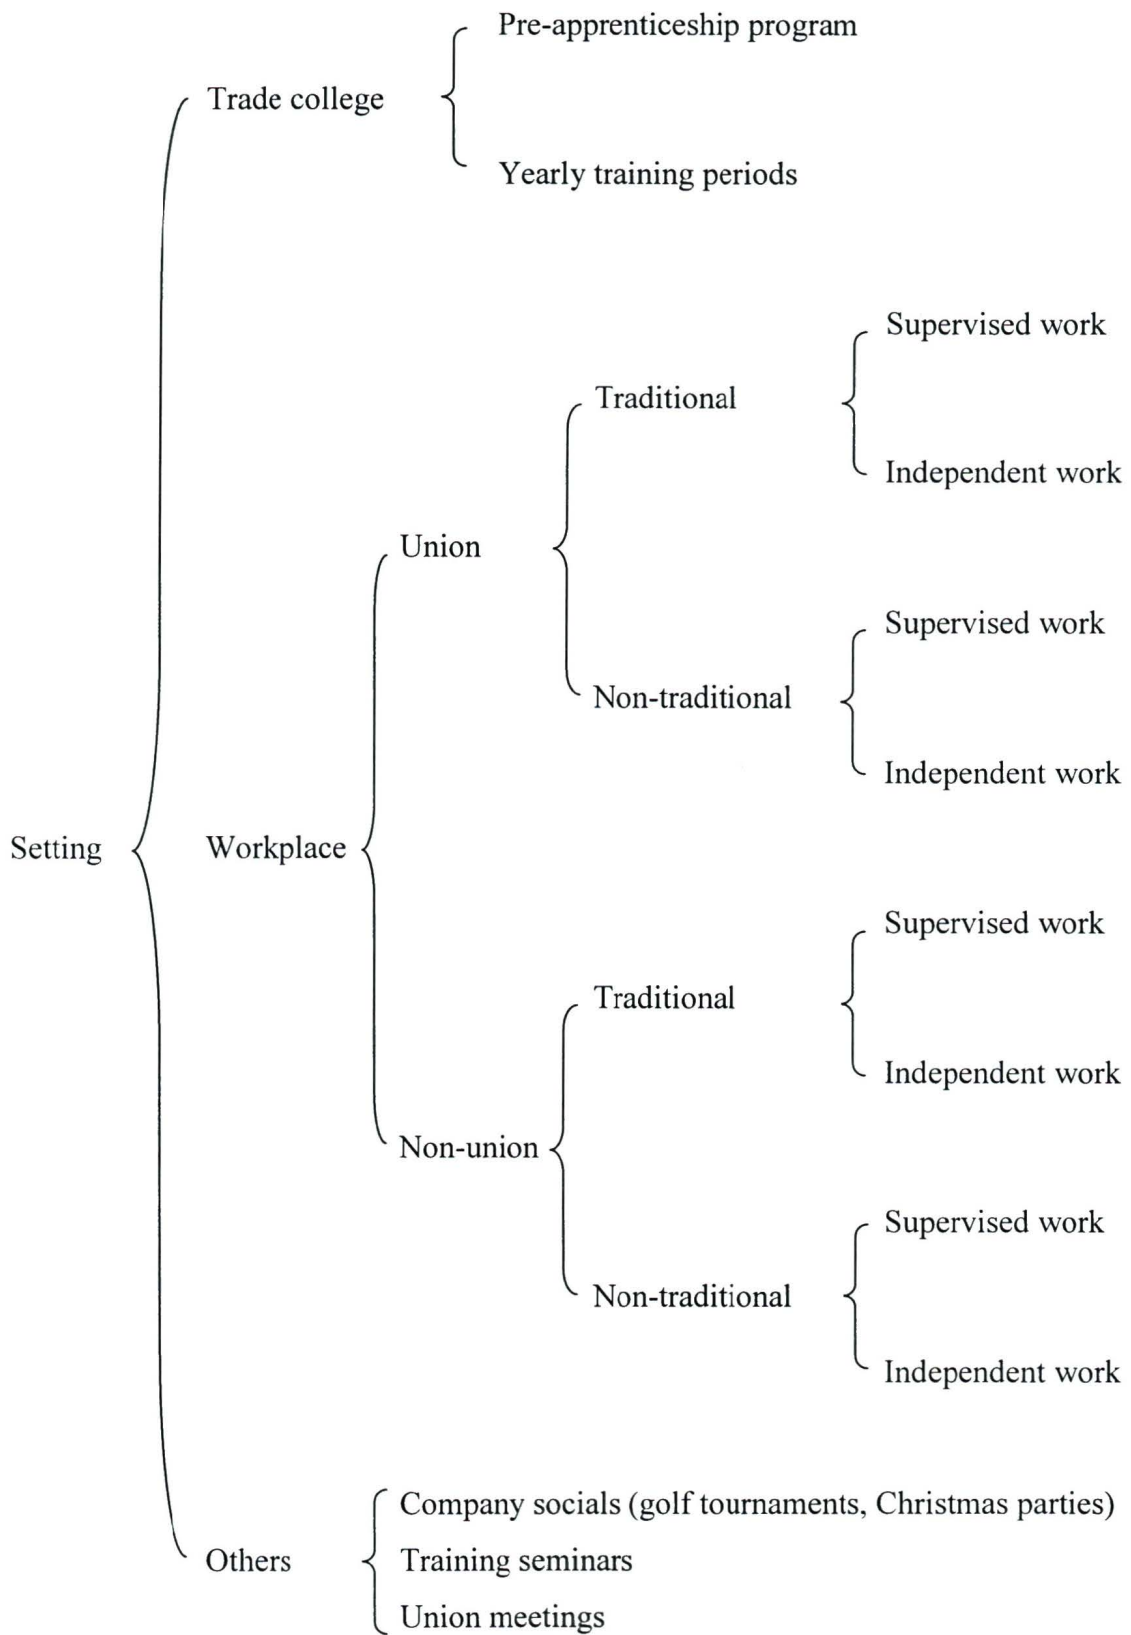 Pre-apprenticeship program
Trade college
Yearly training periods
Supervised work
Traditional
Independent work
Union
Supervised work
Non-traditional
Independent work
Setting
Workplace
Supervised work
Traditional
Independent work
Non-union
Supervised work
Non-traditional
Independent work
Company socials (golf tournaments, Christmas parties)
Others
Training seminars
Union meetings